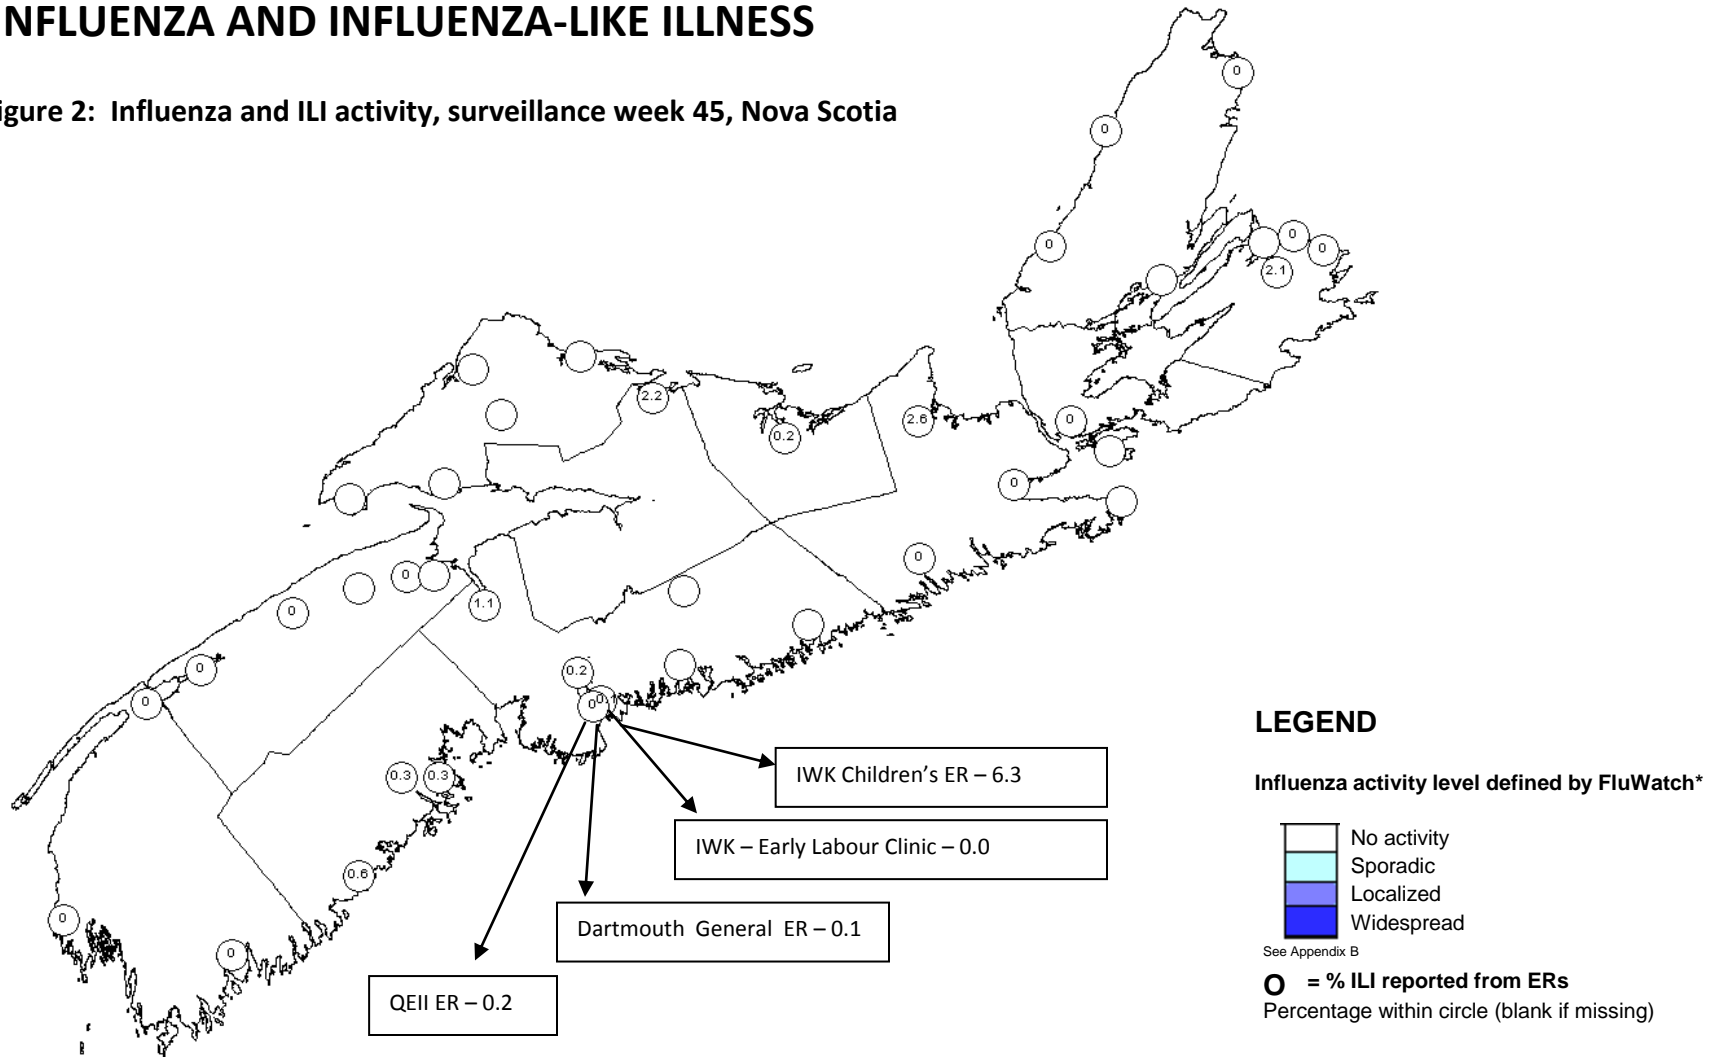 NFLUENZA AND INFLUENZA-LIKE ILLNESS
igure 2: Influenza and ILI activity, surveillance week 45, Nova Scotia
0
0
0
0
0
2.1
2.2
0.2
2.6
0
0
0
0
1.1
0
0
0
0.2
0
0.3
0.3
0.6
0
0
IWK Children’s ER – 6.3
IWK – Early Labour Clinic – 0.0
Dartmouth General ER – 0.1
QEII ER – 0.2
LEGEND
Influenza activity level defined by FluWatch*
No activity
Sporadic
Localized
Widespread
See Appendix B
O = % ILI reported from ERs
Percentage within circle (blank if missing)